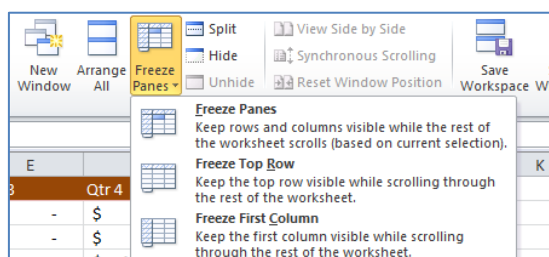 Split
View Side by Side
Hide
Synchronous Scrolling
New Window
Arrange All
Freeze Panes
Unhide
Reset Window Position
Save Workspace
Freeze Panes
Keep rows and columns visible while the rest of
the worksheet scrolls (based on current selection).
Freeze Top Row
Keep the top row visible while scrolling through
the rest of the worksheet.
Freeze First Column
Keep the first column visible while scrolling
through the rest of the worksheet.
E
K
Qtr 4
- $
- $
- $